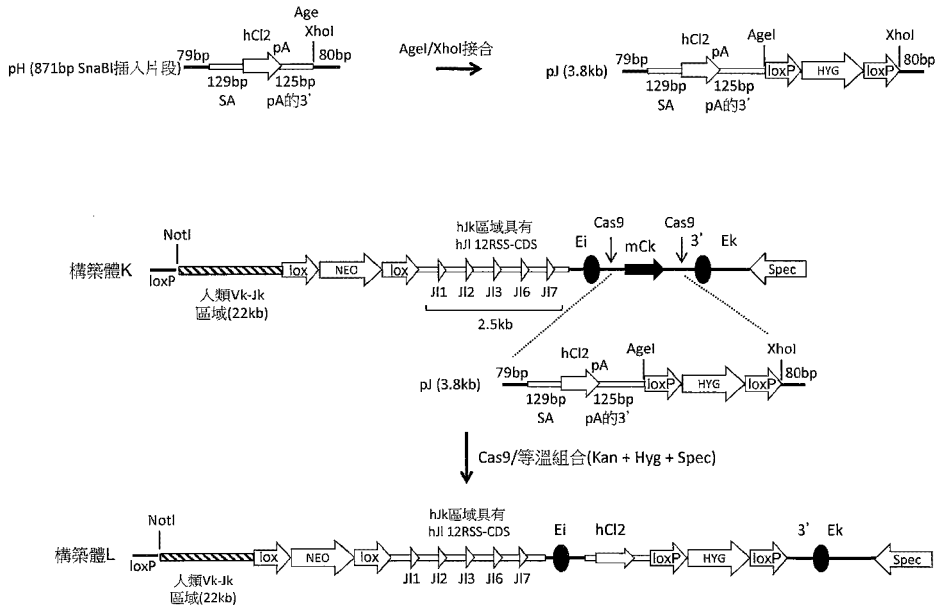 Age
hCl2
XhoI
pA
79bp
80bp
pH (871bp SnaBI插入片段)
129bp
125bp
SA
pA的3’
AgeI/XhoI接合
hCl2
AgeI
XhoI
pA
80bp
79bp
pJ (3.8kb)
loxP
HYG
loxP
129bp
125bp
SA
pA的3’
hJk區域具有
hJl 12RSS-CDS
Cas9
Cas9
NotI
Ei
mCk
3’
Ek
構築體K
loxP
lox
NEO
lox
Spec
人類Vk-Jk
區域(22kb)
Jl1
Jl2
Jl3
Jl6
Jl7
2.5kb
hCl2
AgeI
XhoI
pA
79bp
80bp
pJ (3.8kb)
loxP
HYG
loxP
129bp
125bp
SA
pA的3’
Cas9/等溫組合(Kan + Hyg + Spec)
hJk區域具有
hJl 12RSS-CDS
NotI
Ei
hCl2
3’
Ek
構築體L
loxP
lox
NEO
lox
loxP
HYG
loxP
Spec
人類Vk-Jk
區域(22kb)
Jl1
Jl2
Jl3
Jl6
Jl7